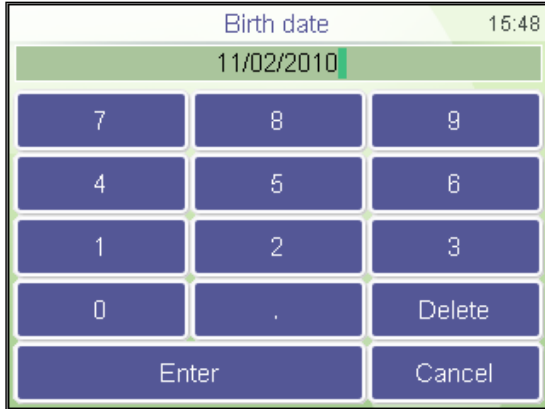 Birth date 15:48
11/02/2010
7 8 9
4 5 6
1 2 3
0 . Delete
Enter Cancel